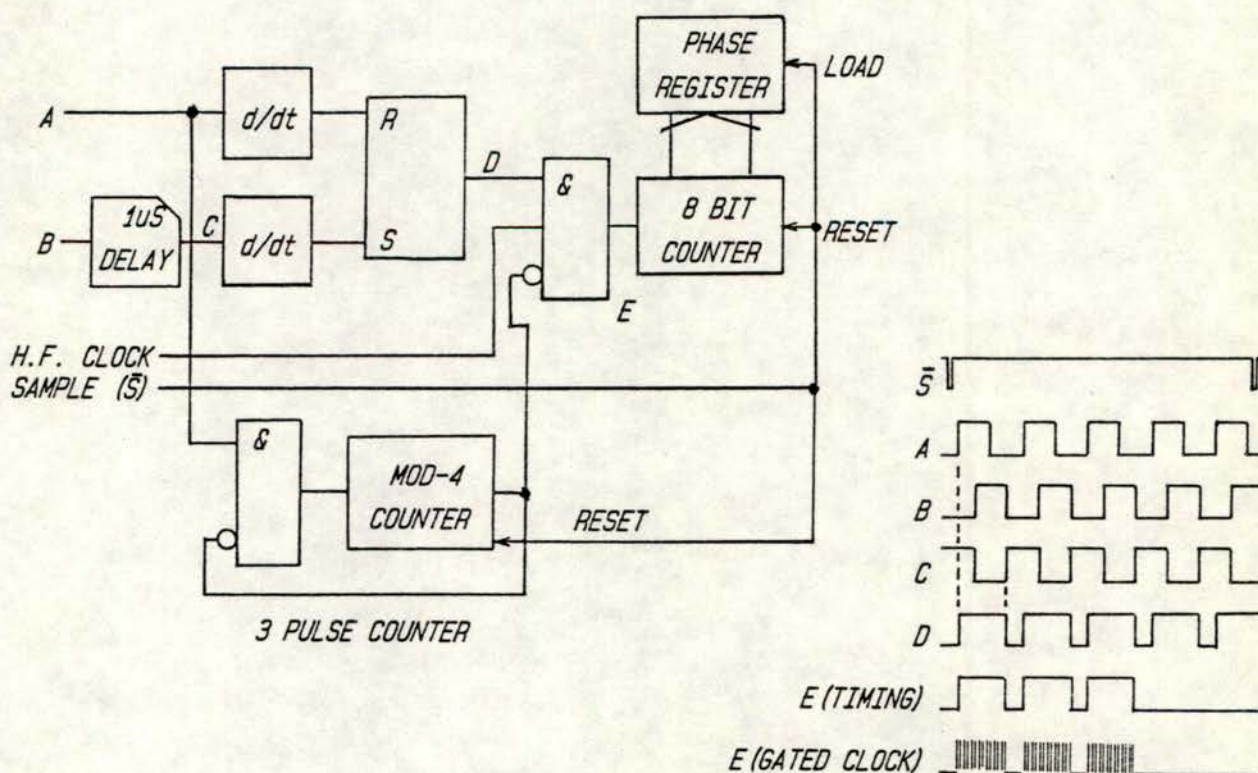 PHASE
REGISTER
LOAD
A
d/dt
R
D
&
8 BIT
COUNTER
RESET
B
1uS
DELAY
C
d/dt
S
E
H.F. CLOCK
SAMPLE (S̄)
&
MOD-4
COUNTER
RESET
3 PULSE COUNTER
S̄
A
B
C
D
E (TIMING)
E (GATED CLOCK)